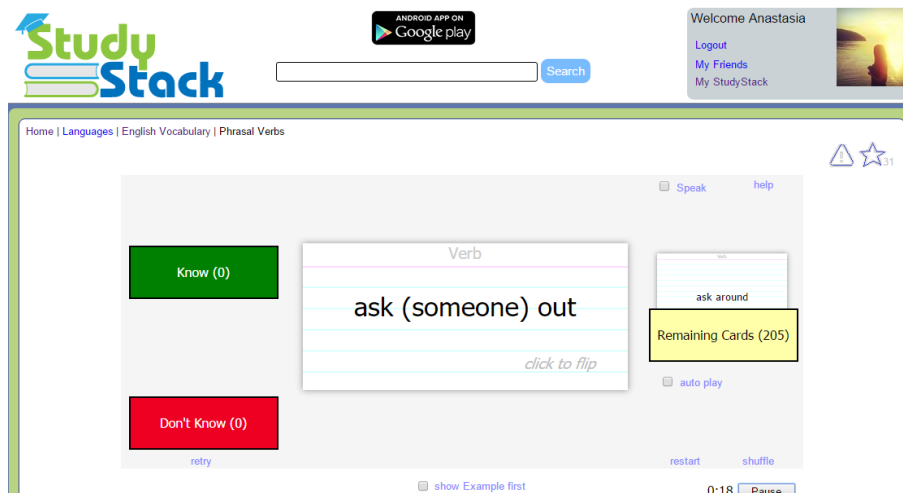 Study
Stack
ANDROID APP ON
Google play
Search
Welcome Anastasia
Logout
My Friends
My StudyStack
Home | Languages | English Vocabulary | Phrasal Verbs
31
Speak
help
Know (0)
Verb
ask (someone) out
click to flip
Verb
ask around
Remaining Cards (205)
auto play
Don't Know (0)
retry
restart
shuffle
show Example first
0:18
Pause